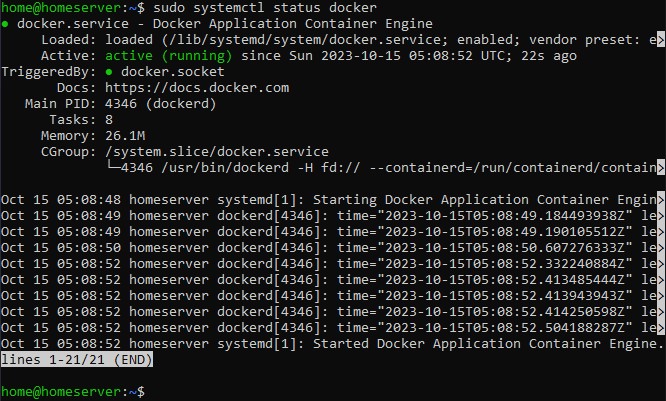 home@homeserver:~$ sudo systemctl status docker
● docker.service - Docker Application Container Engine
     Loaded: loaded (/lib/systemd/system/docker.service; enabled; vendor preset: e>
     Active: active (running) since Sun 2023-10-15 05:08:52 UTC; 22s ago
TriggeredBy: ● docker.socket
       Docs: https://docs.docker.com
   Main PID: 4346 (dockerd)
      Tasks: 8
     Memory: 26.1M
     CGroup: /system.slice/docker.service
             └─4346 /usr/bin/dockerd -H fd:// --containerd=/run/containerd/contain>
Oct 15 05:08:48 homeserver systemd[1]: Starting Docker Application Container Engin>
Oct 15 05:08:49 homeserver dockerd[4346]: time="2023-10-15T05:08:49.184493938Z" le>
Oct 15 05:08:49 homeserver dockerd[4346]: time="2023-10-15T05:08:49.190105512Z" le>
Oct 15 05:08:50 homeserver dockerd[4346]: time="2023-10-15T05:08:50.607276333Z" le>
Oct 15 05:08:52 homeserver dockerd[4346]: time="2023-10-15T05:08:52.332240884Z" le>
Oct 15 05:08:52 homeserver dockerd[4346]: time="2023-10-15T05:08:52.413485444Z" le>
Oct 15 05:08:52 homeserver dockerd[4346]: time="2023-10-15T05:08:52.413943943Z" le>
Oct 15 05:08:52 homeserver dockerd[4346]: time="2023-10-15T05:08:52.414250598Z" le>
Oct 15 05:08:52 homeserver dockerd[4346]: time="2023-10-15T05:08:52.504188287Z" le>
Oct 15 05:08:52 homeserver systemd[1]: Started Docker Application Container Engine.
lines 1-21/21 (END)
home@homeserver:~$